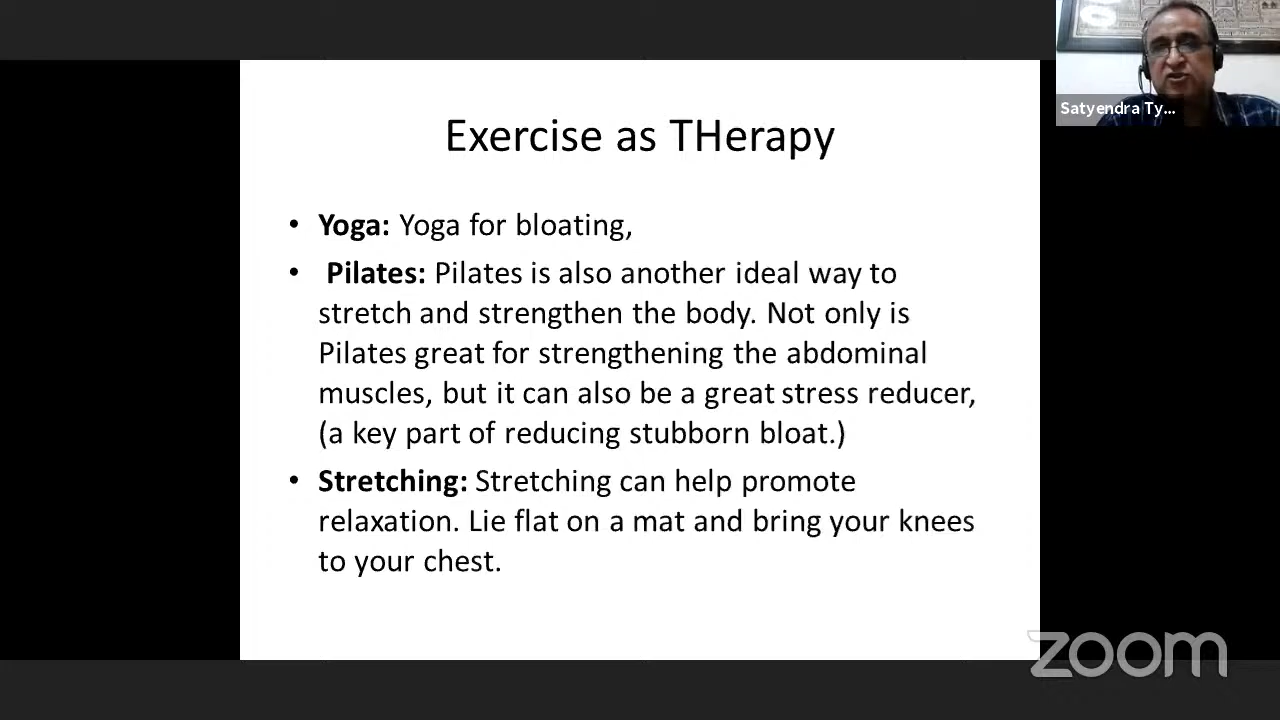 Satyendra Ty...
Exercise as THerapy
• Yoga: Yoga for bloating,
• Pilates: Pilates is also another ideal way to
stretch and strengthen the body. Not only is
Pilates great for strengthening the abdominal
muscles, but it can also be a great stress reducer,
(a key part of reducing stubborn bloat.)
• Stretching: Stretching can help promote
relaxation. Lie flat on a mat and bring your knees
to your chest.
zoom